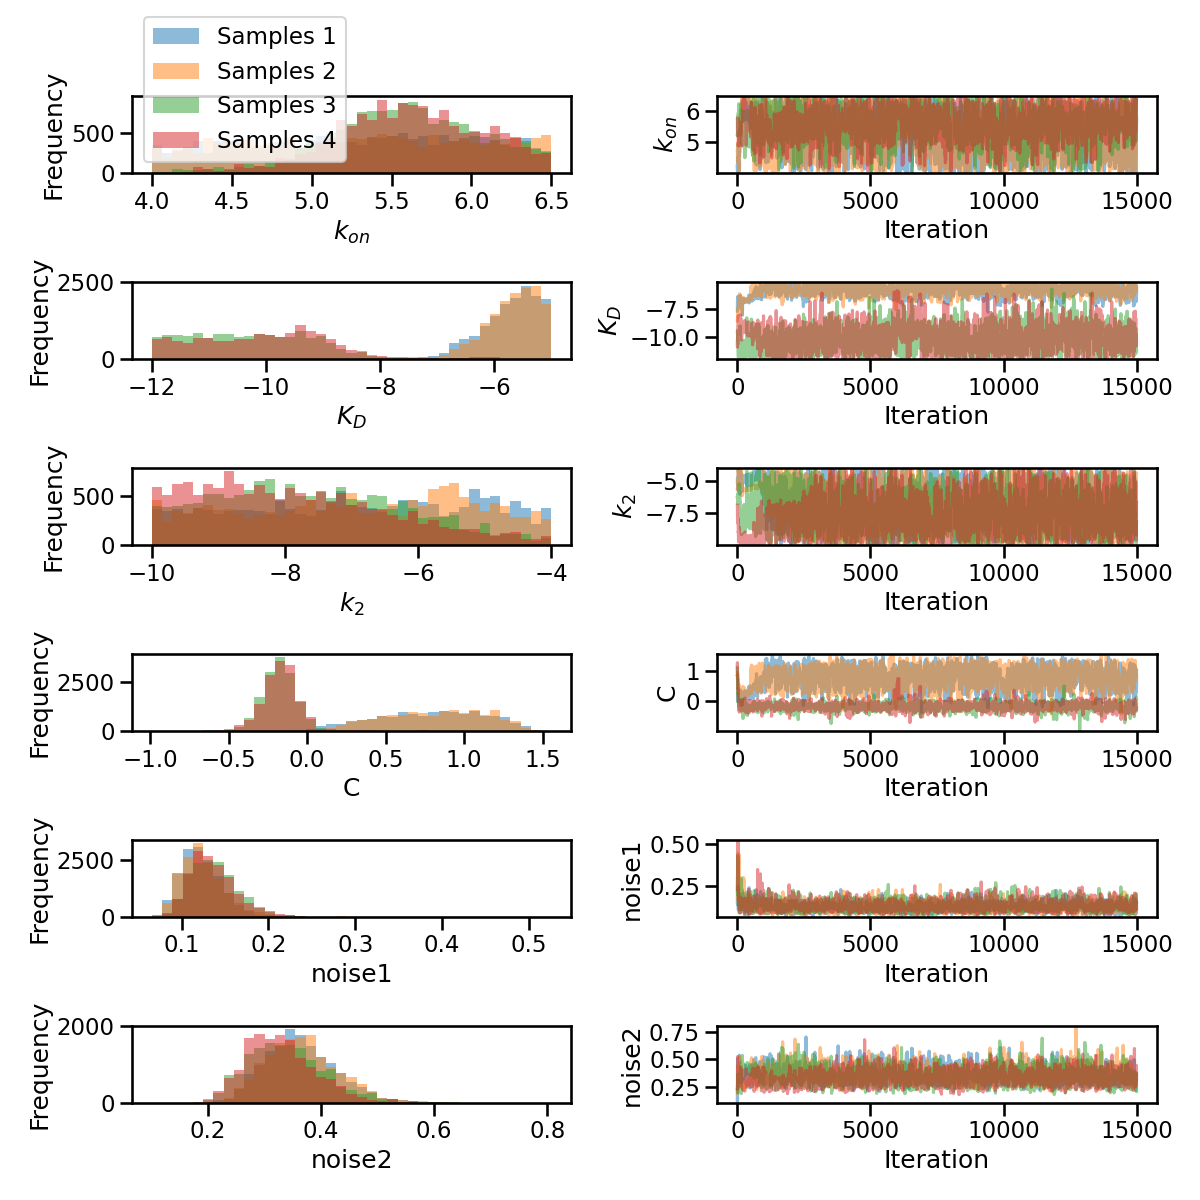 Samples 1
Samples 2
Samples 3
Samples 4
Frequency
500
0
4.0 4.5 5.0 5.5 6.0 6.5
k_on
k_on
6
5
0 5000 10000 15000
Iteration
Frequency
2500
0
−12 −10 −8 −6
K_D
K_D
−7.5
−10.0
0 5000 10000 15000
Iteration
Frequency
500
0
−10 −8 −6 −4
k_2
k_2
−5.0
−7.5
0 5000 10000 15000
Iteration
Frequency
2500
0
−1.0 −0.5 0.0 0.5 1.0 1.5
C
C
1
0
0 5000 10000 15000
Iteration
Frequency
2500
0
0.1 0.2 0.3 0.4 0.5
noise1
noise1
0.50
0.25
0 5000 10000 15000
Iteration
Frequency
2000
0
0.2 0.4 0.6 0.8
noise2
noise2
0.75
0.50
0.25
0 5000 10000 15000
Iteration